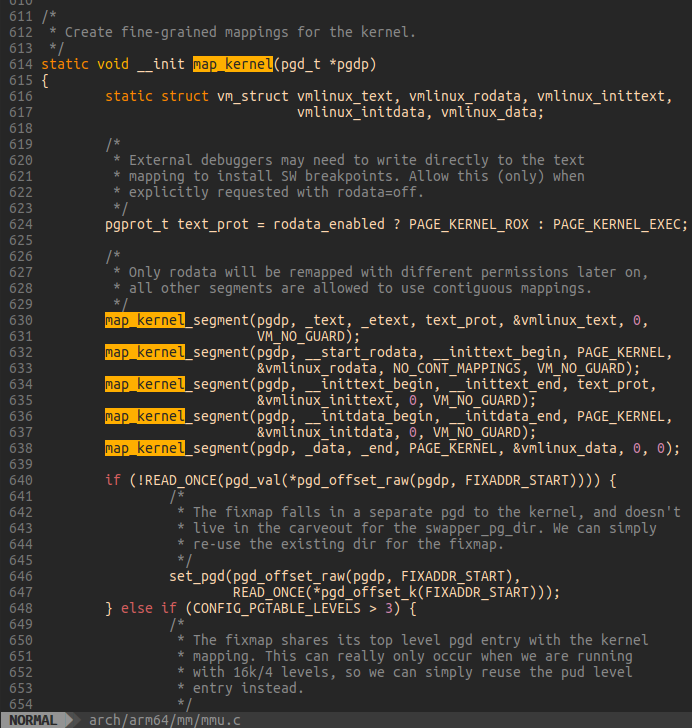 610
611 /*
612  * Create fine-grained mappings for the kernel.
613  */
614 static void __init map_kernel(pgd_t *pgdp)
615 {
616         static struct vm_struct vmlinux_text, vmlinux_rodata, vmlinux_inittext,
617                                 vmlinux_initdata, vmlinux_data;
618
619         /*
620          * External debuggers may need to write directly to the text
621          * mapping to install SW breakpoints. Allow this (only) when
622          * explicitly requested with rodata=off.
623          */
624         pgprot_t text_prot = rodata_enabled ? PAGE_KERNEL_ROX : PAGE_KERNEL_EXEC;
625
626         /*
627          * Only rodata will be remapped with different permissions later on,
628          * all other segments are allowed to use contiguous mappings.
629          */
630         map_kernel_segment(pgdp, _text, _etext, text_prot, &vmlinux_text, 0,
631                            VM_NO_GUARD);
632         map_kernel_segment(pgdp, __start_rodata, __inittext_begin, PAGE_KERNEL,
633                            &vmlinux_rodata, NO_CONT_MAPPINGS, VM_NO_GUARD);
634         map_kernel_segment(pgdp, __inittext_begin, __inittext_end, text_prot,
635                            &vmlinux_inittext, 0, VM_NO_GUARD);
636         map_kernel_segment(pgdp, __initdata_begin, __initdata_end, PAGE_KERNEL,
637                            &vmlinux_initdata, 0, VM_NO_GUARD);
638         map_kernel_segment(pgdp, _data, _end, PAGE_KERNEL, &vmlinux_data, 0, 0);
639
640         if (!READ_ONCE(pgd_val(*pgd_offset_raw(pgdp, FIXADDR_START)))) {
641                 /*
642                  * The fixmap falls in a separate pgd to the kernel, and doesn't
643                  * live in the carveout for the swapper_pg_dir. We can simply
644                  * re-use the existing dir for the fixmap.
645                  */
646                 set_pgd(pgd_offset_raw(pgdp, FIXADDR_START),
647                         READ_ONCE(*pgd_offset_k(FIXADDR_START)));
648         } else if (CONFIG_PGTABLE_LEVELS > 3) {
649                 /*
650                  * The fixmap shares its top level pgd entry with the kernel
651                  * mapping. This can really only occur when we are running
652                  * with 16k/4 levels, so we can simply reuse the pud level
653                  * entry instead.
654                  */
NORMAL arch/arm64/mm/mmu.c